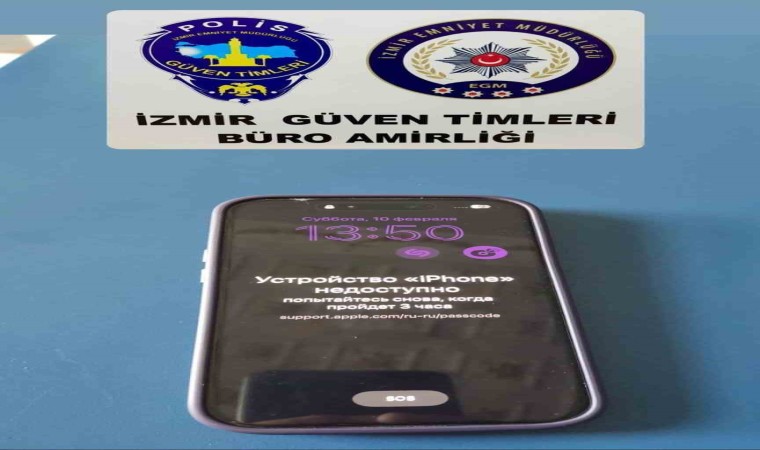 POLİS
İZMİR EMNİYET MÜDÜRLÜĞÜ
GÜVEN TİMLERİ
İZMİR EMNİYET MÜDÜRLÜĞÜ
EGM
İZMİR GÜVEN TİMLERİ
BÜRO AMİRLİĞİ
Суббота, 10 февраля
13:50
Устройство «iPhone»
недоступно
попытайтесь снова, когда
пройдет 3 часа
support.apple.com/ru-ru/passcode
SOS